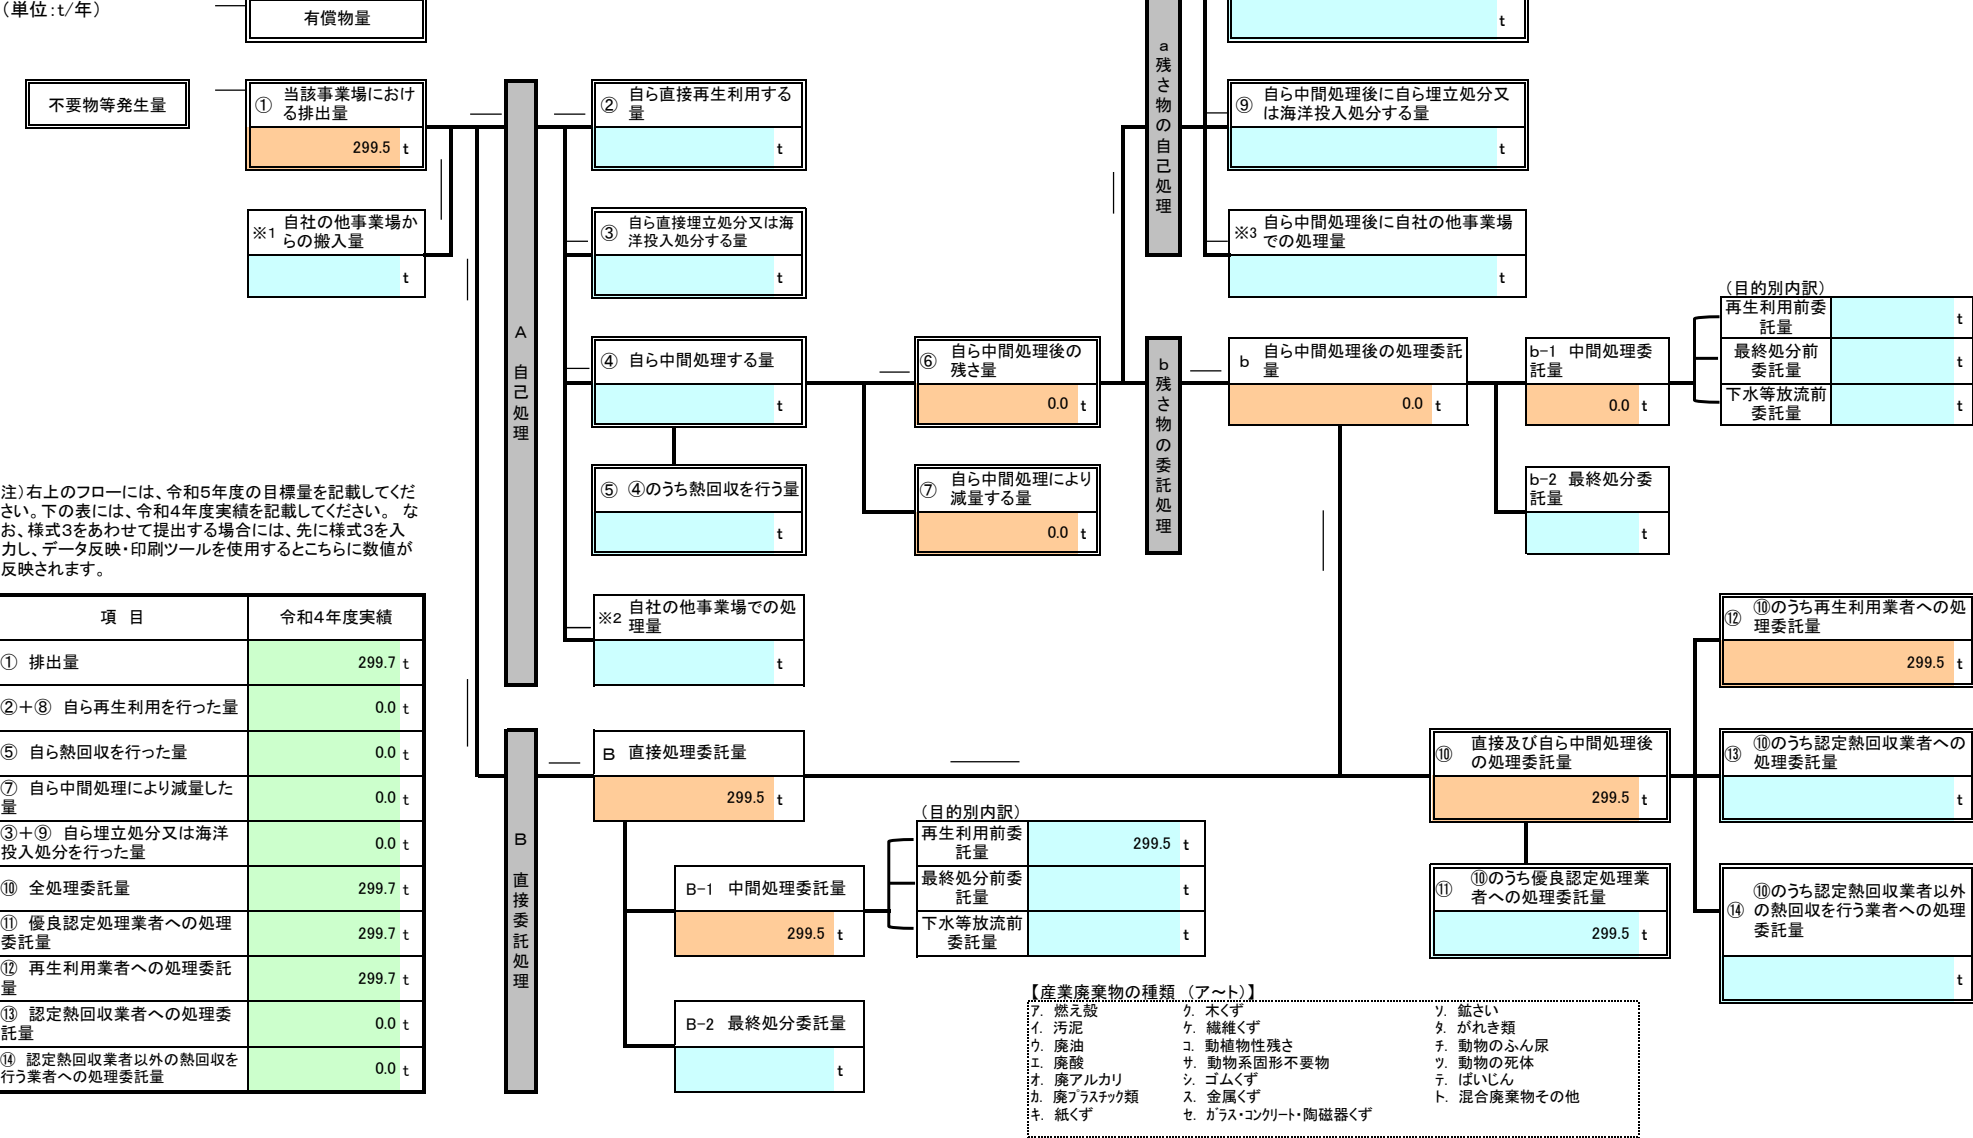 (単位:t/年)
有償物量
t
不要物等発生量
① 当該事業場におけ
る排出量
299.5 t
※1 自社の他事業場か
らの搬入量
t
A 自己処理
② 自ら直接再生利用する
量
t
③ 自ら直接埋立処分又は海
洋投入処分する量
t
④ 自ら中間処理する量
t
⑤ ④のうち熱回収を行う量
t
※2 自社の他事業場での処
理量
t
⑥ 自ら中間処理後の
残さ量
0.0 t
⑦ 自ら中間処理により
減量する量
0.0 t
a残さ物の自己処理
⑨ 自ら中間処理後に自ら埋立処分又
は海洋投入処分する量
t
※3 自ら中間処理後に自社の他事業場
での処理量
t
b残さ物の委託処理
b 自ら中間処理後の処理委託
量
0.0 t
b-1 中間処理委
託量
0.0 t
b-2 最終処分委
託量
t
(目的別内訳)
再生利用前委
託量
t
最終処分前
委託量
t
下水等放流前
委託量
t
注)右上のフローには、令和5年度の目標量を記載してくだ
さい。下の表には、令和4年度実績を記載してください。 な
お、様式3をあわせて提出する場合には、先に様式3を入
力し、データ反映・印刷ツールを使用するとこちらに数値が
反映されます。
項 目 令和4年度実績
① 排出量 299.7 t
②+⑧ 自ら再生利用を行った量 0.0 t
⑤ 自ら熱回収を行った量 0.0 t
⑦ 自ら中間処理により減量した
量 0.0 t
③+⑨ 自ら埋立処分又は海洋
投入処分を行った量 0.0 t
⑩ 全処理委託量 299.7 t
⑪ 優良認定処理業者への処理
委託量 299.7 t
⑫ 再生利用業者への処理委託
量 299.7 t
⑬ 認定熱回収業者への処理委
託量 0.0 t
⑭ 認定熱回収業者以外の熱回収を
行う業者への処理委託量 0.0 t
B 直接委託処理
B 直接処理委託量
299.5 t
B-1 中間処理委託量
299.5 t
B-2 最終処分委託量
t
(目的別内訳)
再生利用前委
託量
299.5 t
最終処分前委
託量
t
下水等放流前
委託量
t
⑩ 直接及び自ら中間処理後
の処理委託量
299.5 t
⑪ ⑩のうち優良認定処理業
者への処理委託量
299.5 t
⑫ ⑩のうち再生利用業者への処
理委託量
299.5 t
⑬ ⑩のうち認定熱回収業者への
処理委託量
t
⑭ ⑩のうち認定熱回収業者以外
の熱回収を行う業者への処理
委託量
t
【産業廃棄物の種類 (ア~ト)】
ア. 燃え殻
イ. 汚泥
ウ. 廃油
エ. 廃酸
オ. 廃アルカリ
カ. 廃プラスチック類
キ. 紙くず
ク. 木くず
ケ. 繊維くず
コ. 動植物性残さ
サ. 動物系固形不要物
シ. ゴムくず
ス. 金属くず
セ. ガラス・コンクリート・陶磁器くず
ソ. 鉱さい
タ. がれき類
チ. 動物のふん尿
ツ. 動物の死体
テ. ばいじん
ト. 混合廃棄物その他